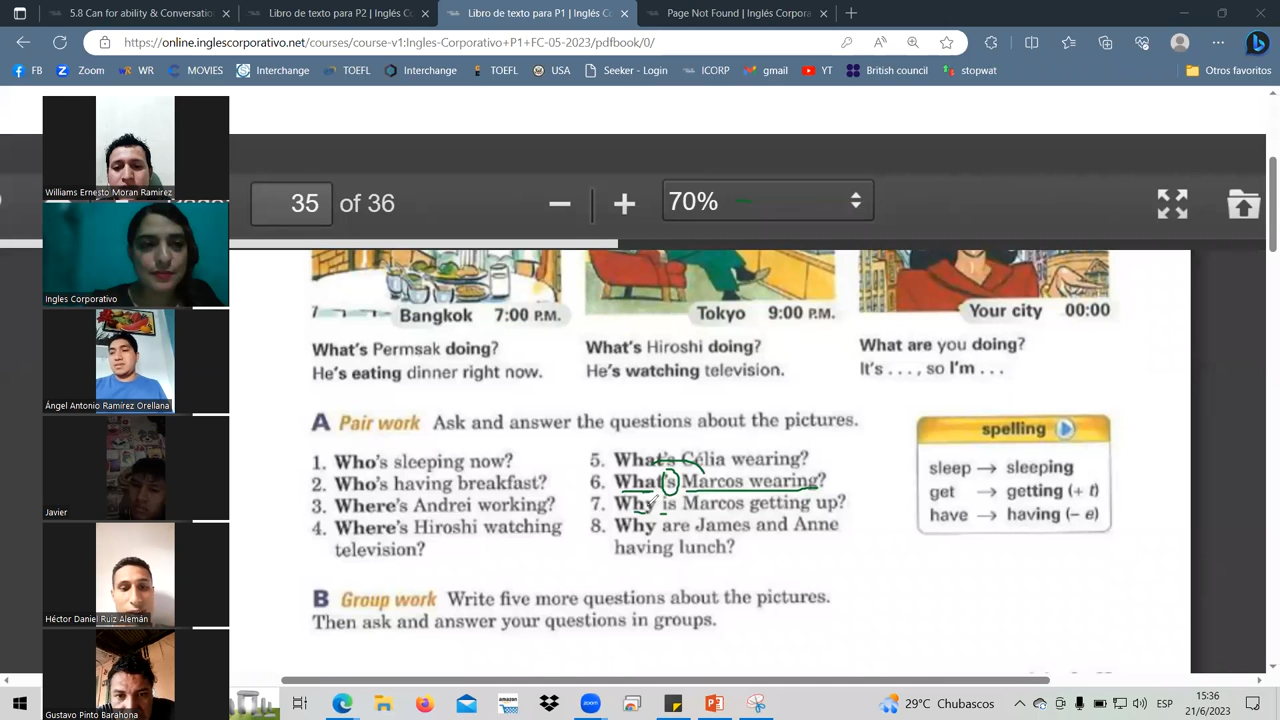 5.8 Conversation
Libro de texto para P2 | Inglés C
Libro de texto para P1 | Inglés C
Page Not Found | Inglés Corpora
https://online.inglescorporativo.net/courses/course-v1:Ingles-Corporativo+P1+FC-05-2023/pdfbook/0/
FB Zoom WR MOVIES Interchange TOEFL Interchange TOEFL USA Seeker - Login ICORP gmail YT British council stopwat Otros favoritos
Williams Ernesto Moran Ramirez
Ingles Corporativo
Ángel Antonio Ramírez Orellana
Javier
Héctor Daniel Ruiz Alemán
Gustavo Pinto Barahona
35 of 36
70%
Bangkok 7:00 P.M.
What's Permsak doing?
He's eating dinner right now.
Tokyo 9:00 P.M.
What's Hiroshi doing?
He's watching television.
Your city 00:00
What are you doing?
It's . . . , so I'm . . .
A Pair work Ask and answer the questions about the pictures.
1. Who's sleeping now?
2. Who's having breakfast?
3. Where's Andrei working?
4. Where's Hiroshi watching
television?
5. What's Célia wearing?
6. What's Marcos wearing?
7. Why is Marcos getting up?
8. Why are James and Anne
having lunch?
spelling
sleep → sleeping
get → getting (+ t)
have → having (– e)
B Group work Write five more questions about the pictures.
Then ask and answer your questions in groups.
29°C Chubascos
ESP
15:36
21/6/2023